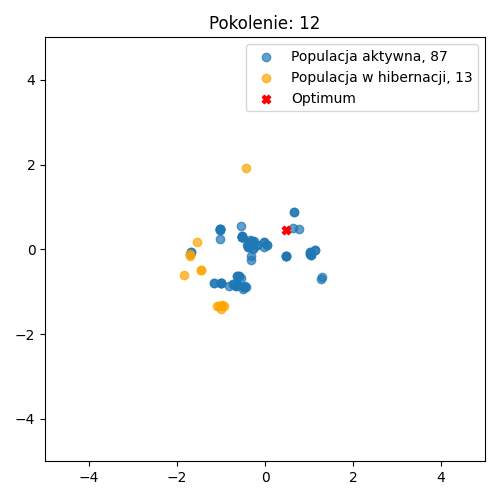 Pokolenie: 12
Populacja aktywna, 87
Populacja w hibernacji, 13
Optimum
4
2
0
−2
−4
−4
−2
0
2
4